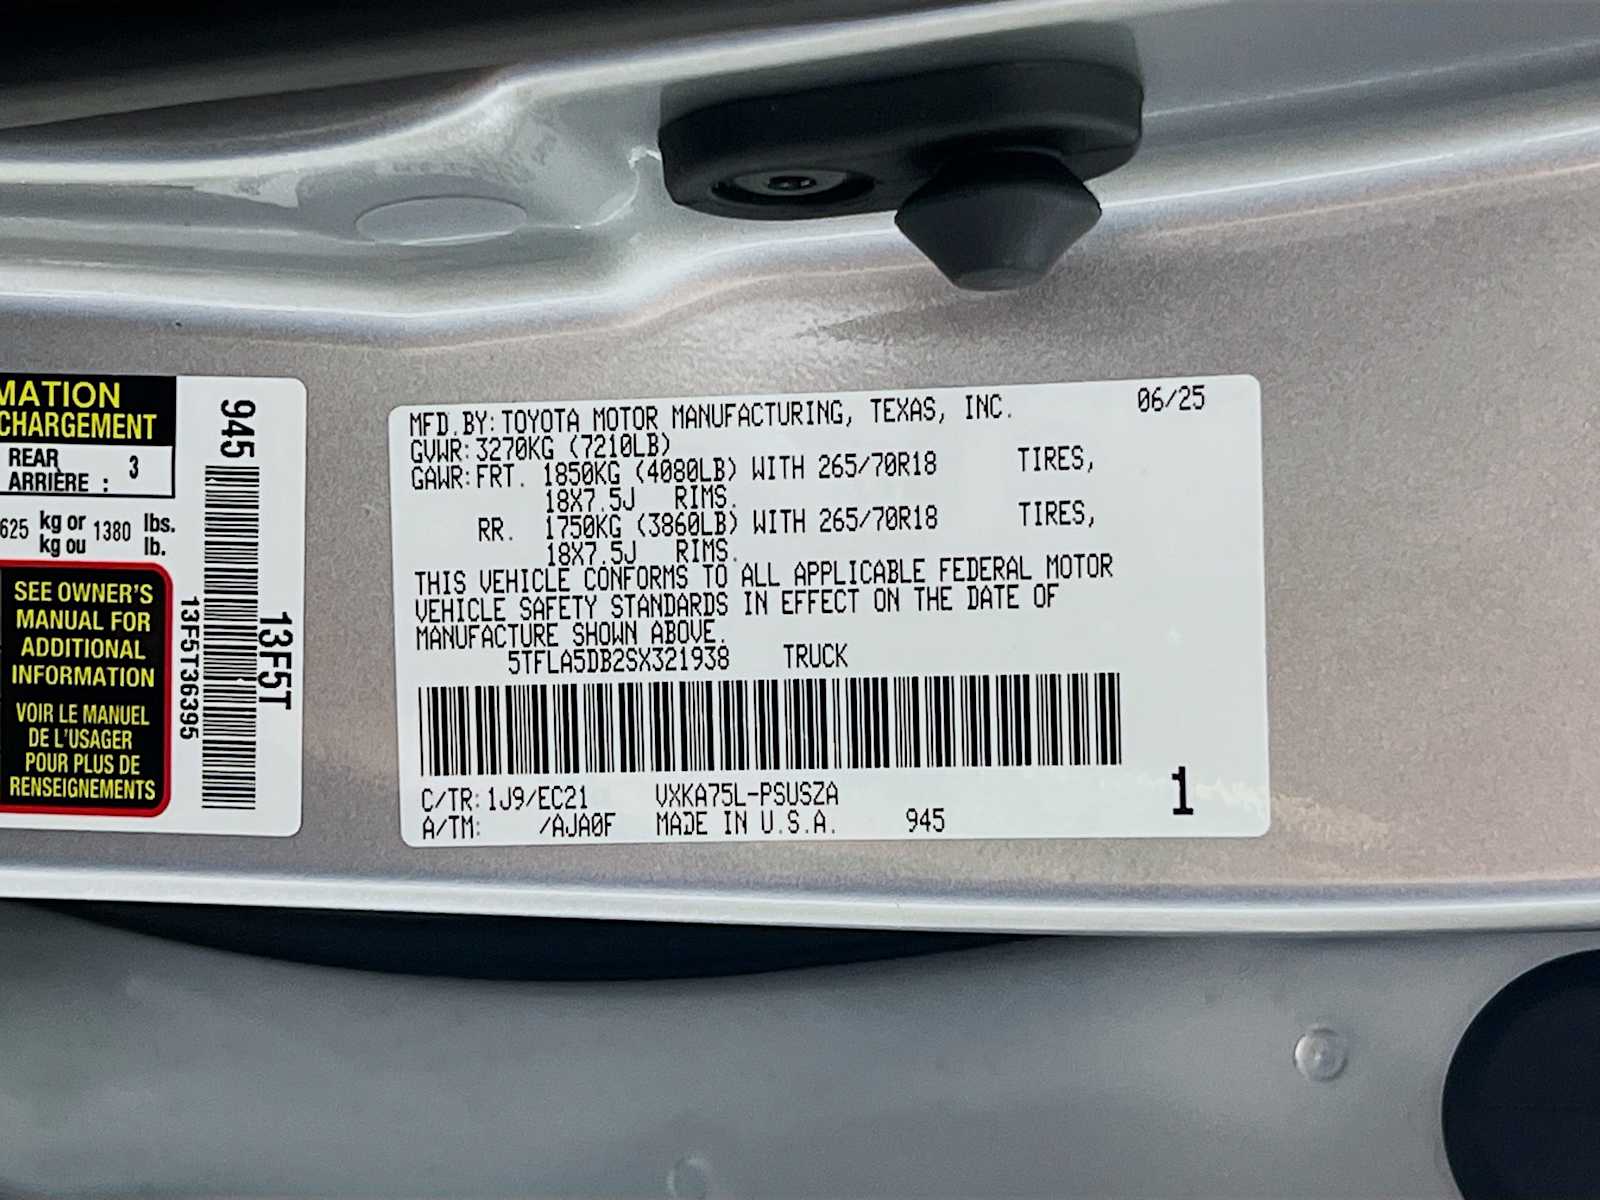 MATION
CHARGEMENT
REAR
ARRIÈRE : 3
625 kg or 1380 lbs.
kg ou lb.
SEE OWNER'S
MANUAL FOR
ADDITIONAL
INFORMATION
VOIR LE MANUEL
DE L'USAGER
POUR PLUS DE
RENSEIGNEMENTS
945
13F5T
13F5T36395
MFD.BY: TOYOTA MOTOR MANUFACTURING, TEXAS, INC. 06/25
GVWR: 3270KG (7210LB)
GAWR: FRT. 1850KG (4080LB) WITH 265/70R18 TIRES,
18X7.5J RIMS.
RR. 1750KG (3860LB) WITH 265/70R18 TIRES,
18X7.5J RIMS.
THIS VEHICLE CONFORMS TO ALL APPLICABLE FEDERAL MOTOR
VEHICLE SAFETY STANDARDS IN EFFECT ON THE DATE OF
MANUFACTURE SHOWN ABOVE.
5TFLA5DB2SX321938 TRUCK
C/TR: 1J9/EC21 VXKA75L-PSUSZA
A/TM: /AJA0F MADE IN U.S.A. 945
1